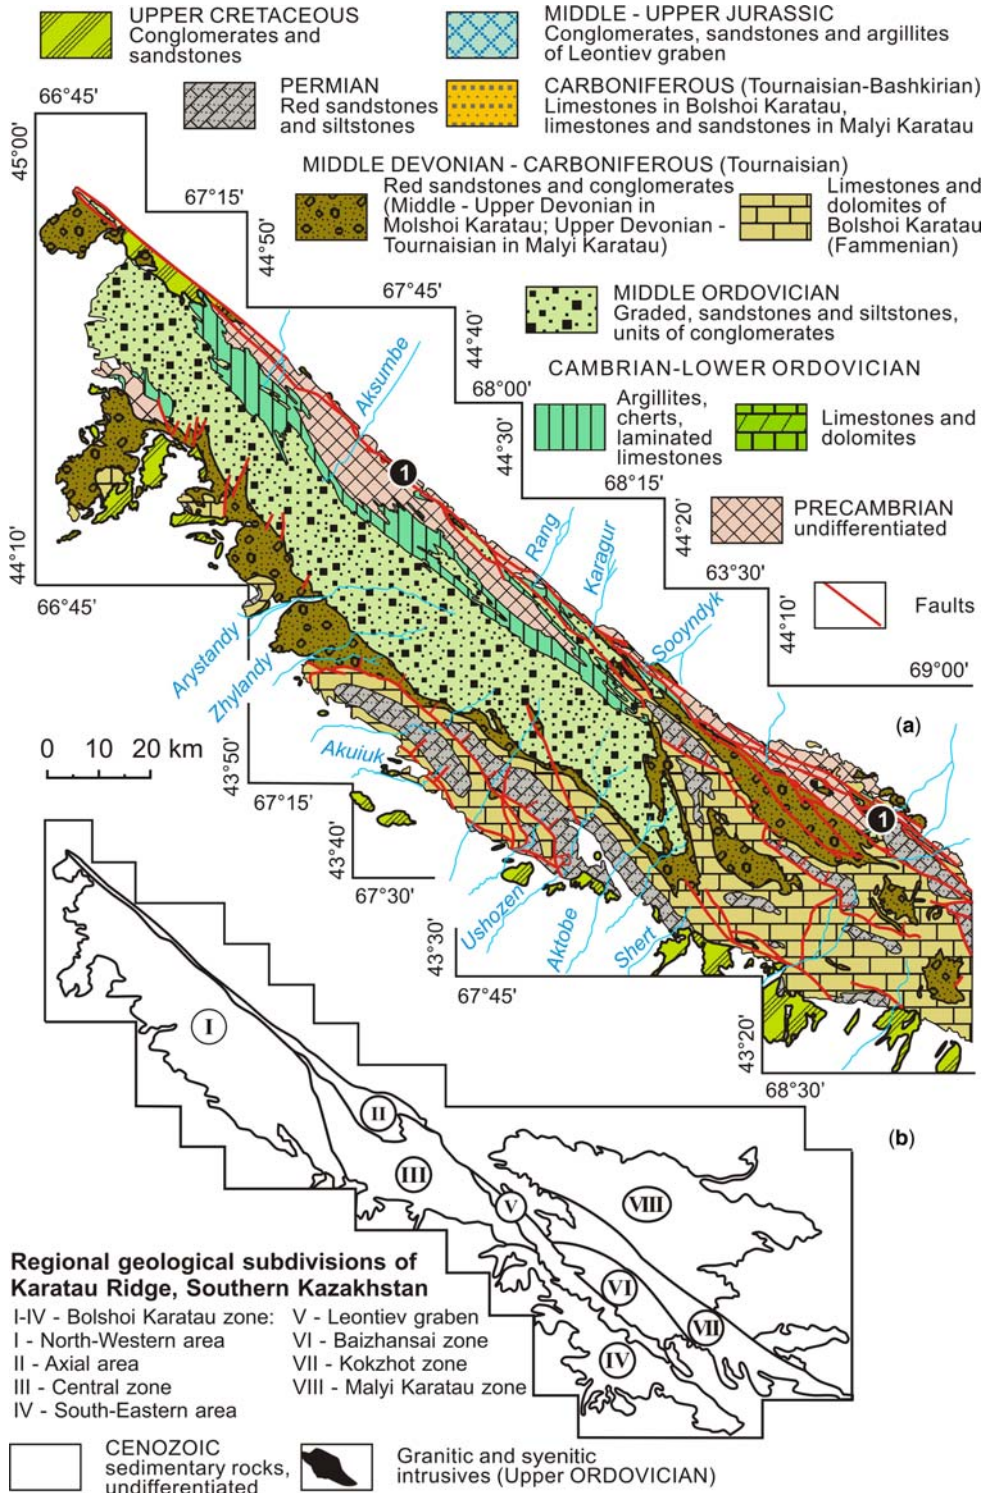 UPPER CRETACEOUS
Conglomerates and
sandstones
MIDDLE - UPPER JURASSIC
Conglomerates, sandstones and argillites
of Leontiev graben
PERMIAN
Red sandstones
and siltstones
CARBONIFEROUS (Tournaisian-Bashkirian)
Limestones in Bolshoi Karatau,
limestones and sandstones in Malyi Karatau
MIDDLE DEVONIAN - CARBONIFEROUS (Tournaisian)
Red sandstones and conglomerates
(Middle - Upper Devonian in
Molshoi Karatau; Upper Devonian -
Tournaisian in Malyi Karatau)
Limestones and
dolomites of
Bolshoi Karatau
(Fammenian)
MIDDLE ORDOVICIAN
Graded, sandstones and siltstones,
units of conglomerates
CAMBRIAN-LOWER ORDOVICIAN
Argillites,
cherts,
laminated
limestones
Limestones and
dolomites
PRECAMBRIAN
undifferentiated
Faults
66°45'
45°00'
67°15'
44°50'
67°45'
44°40'
68°00'
44°30'
68°15'
44°20'
63°30'
44°10'
69°00'
44°10'
66°45'
Aksumbe
1
Rang
Karagur
Sooyndyk
Arystandy
Zhylandy
Akuiuk
(a)
0 10 20 km
43°50'
67°15'
43°40'
67°30'
1
Ushozen
Aktobe
Shert
43°30'
67°45'
43°20'
68°30'
(b)
I
II
III
V
VIII
VI
VII
IV
Regional geological subdivisions of
Karatau Ridge, Southern Kazakhstan
I-IV - Bolshoi Karatau zone:
I - North-Western area
II - Axial area
III - Central zone
IV - South-Eastern area
V - Leontiev graben
VI - Baizhansai zone
VII - Kokzhot zone
VIII - Malyi Karatau zone
CENOZOIC
sedimentary rocks,
undifferentiated
Granitic and syenitic
intrusives (Upper ORDOVICIAN)